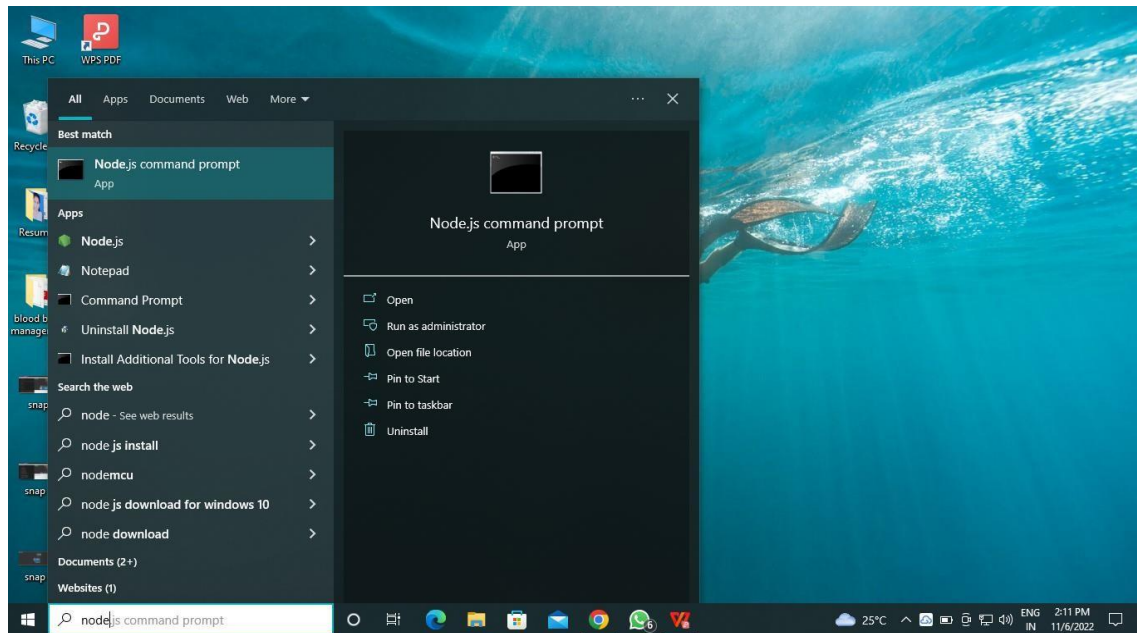 This PC
WPS PDF
Recycle
Resum
blood b
manage
snap
snap
snap
All Apps Documents Web More
Best match
Node.js command prompt
App
Apps
Node.js
Notepad
Command Prompt
Uninstall Node.js
Install Additional Tools for Node.js
Search the web
node - See web results
node js install
nodemcu
node js download for windows 10
node download
Documents (2+)
Websites (1)
Node.js command prompt
App
Open
Run as administrator
Open file location
Pin to Start
Pin to taskbar
Uninstall
node.js command prompt
6
25°C
ENG
IN
2:11 PM
11/6/2022